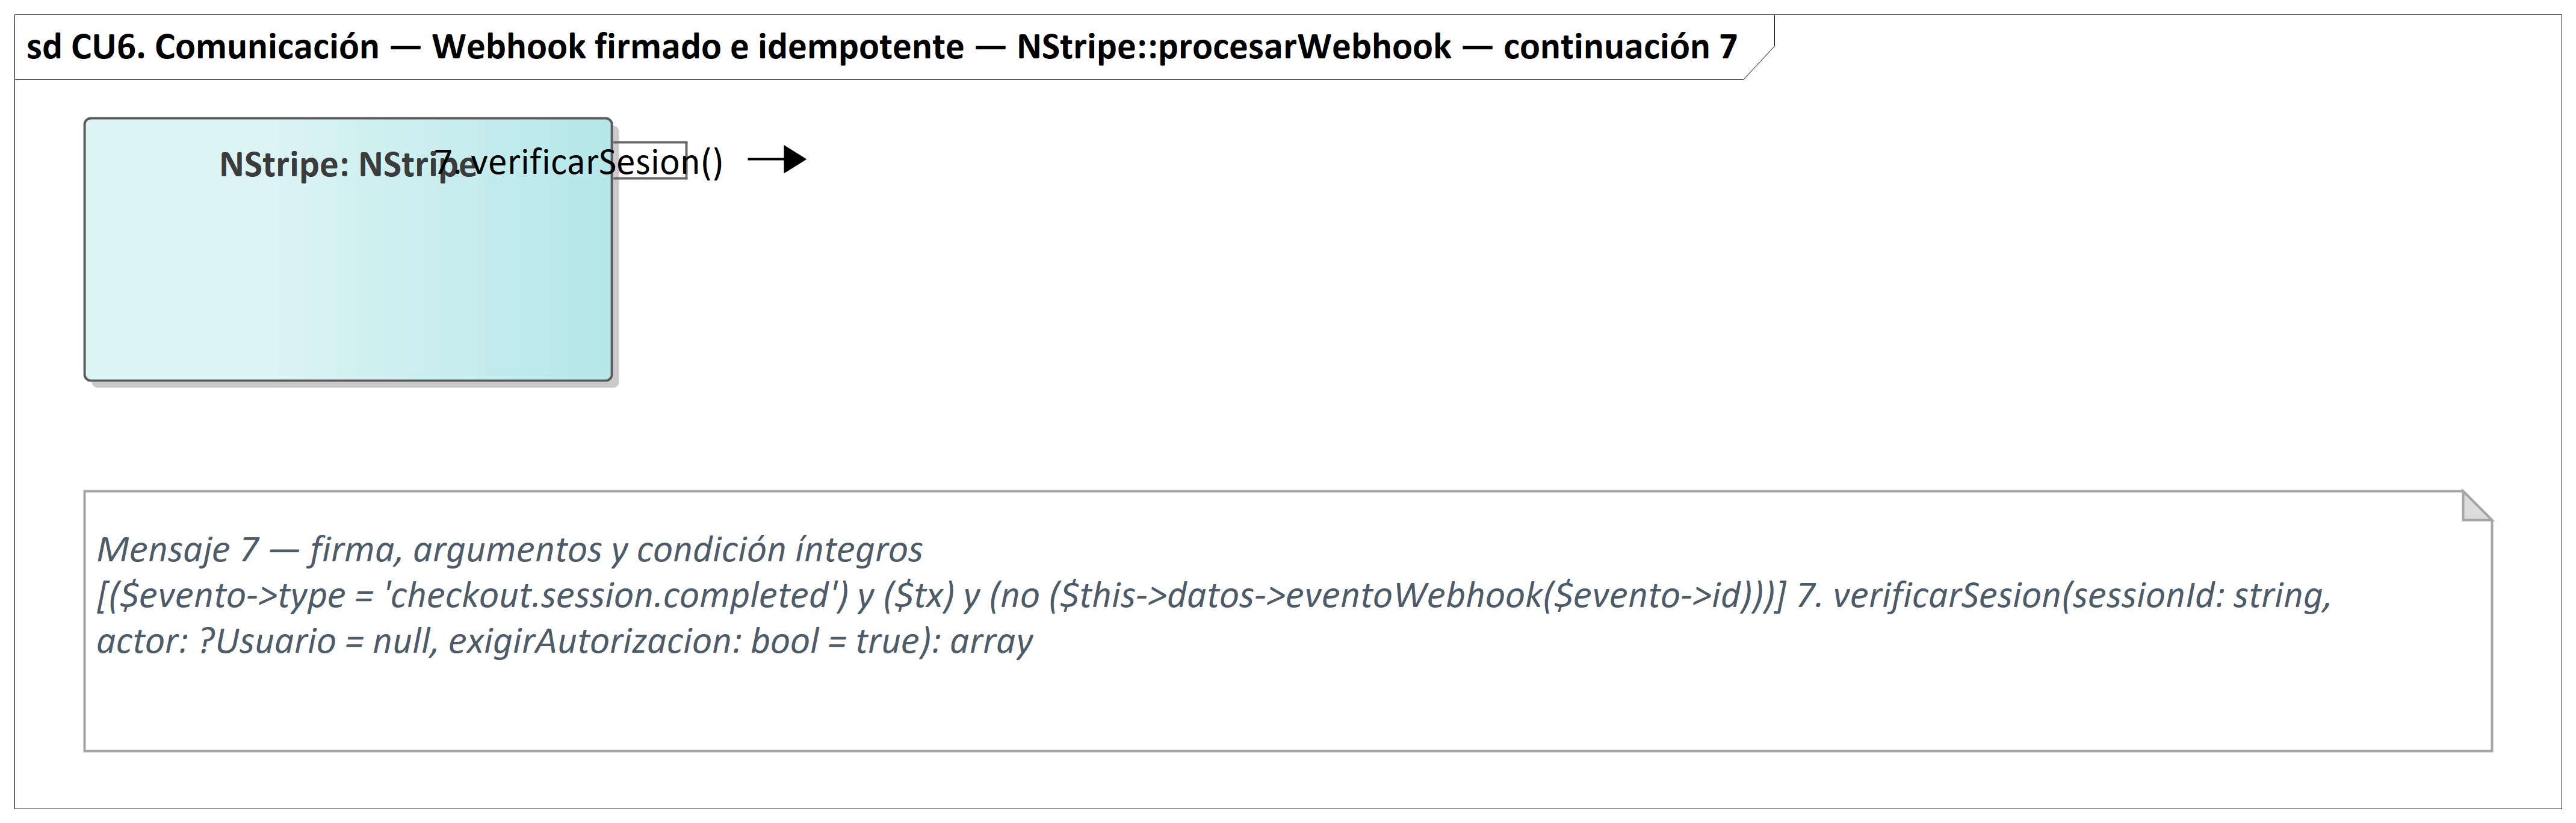 sd CU6. Comunicación — Webhook firmado e idempotente — NStripe::procesarWebhook — continuación 7
NStripe: NStripe
7. verificarSesion()
Mensaje 7 — firma, argumentos y condición íntegros
[($evento->type = 'checkout.session.completed') y ($tx) y (no ($this->datos->eventoWebhook($evento->id)))] 7. verificarSesion(sessionId: string,
actor: ?Usuario = null, exigirAutorizacion: bool = true): array